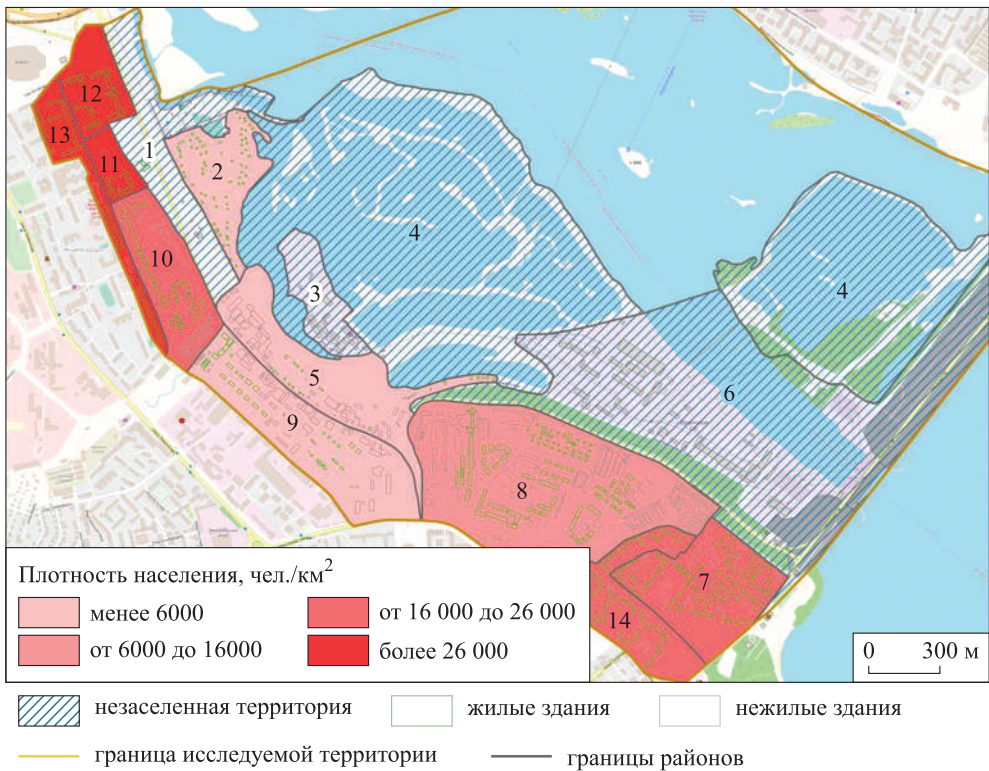 12
13
11
1
2
4
10
3
4
5
6
9
8
7
14
Плотность населения, чел./км2
менее 6000
от 16 000 до 26 000
от 6000 до 16000
более 26 000
0 300 м
незаселенная территория
жилые здания
нежилые здания
граница исследуемой территории
границы районов